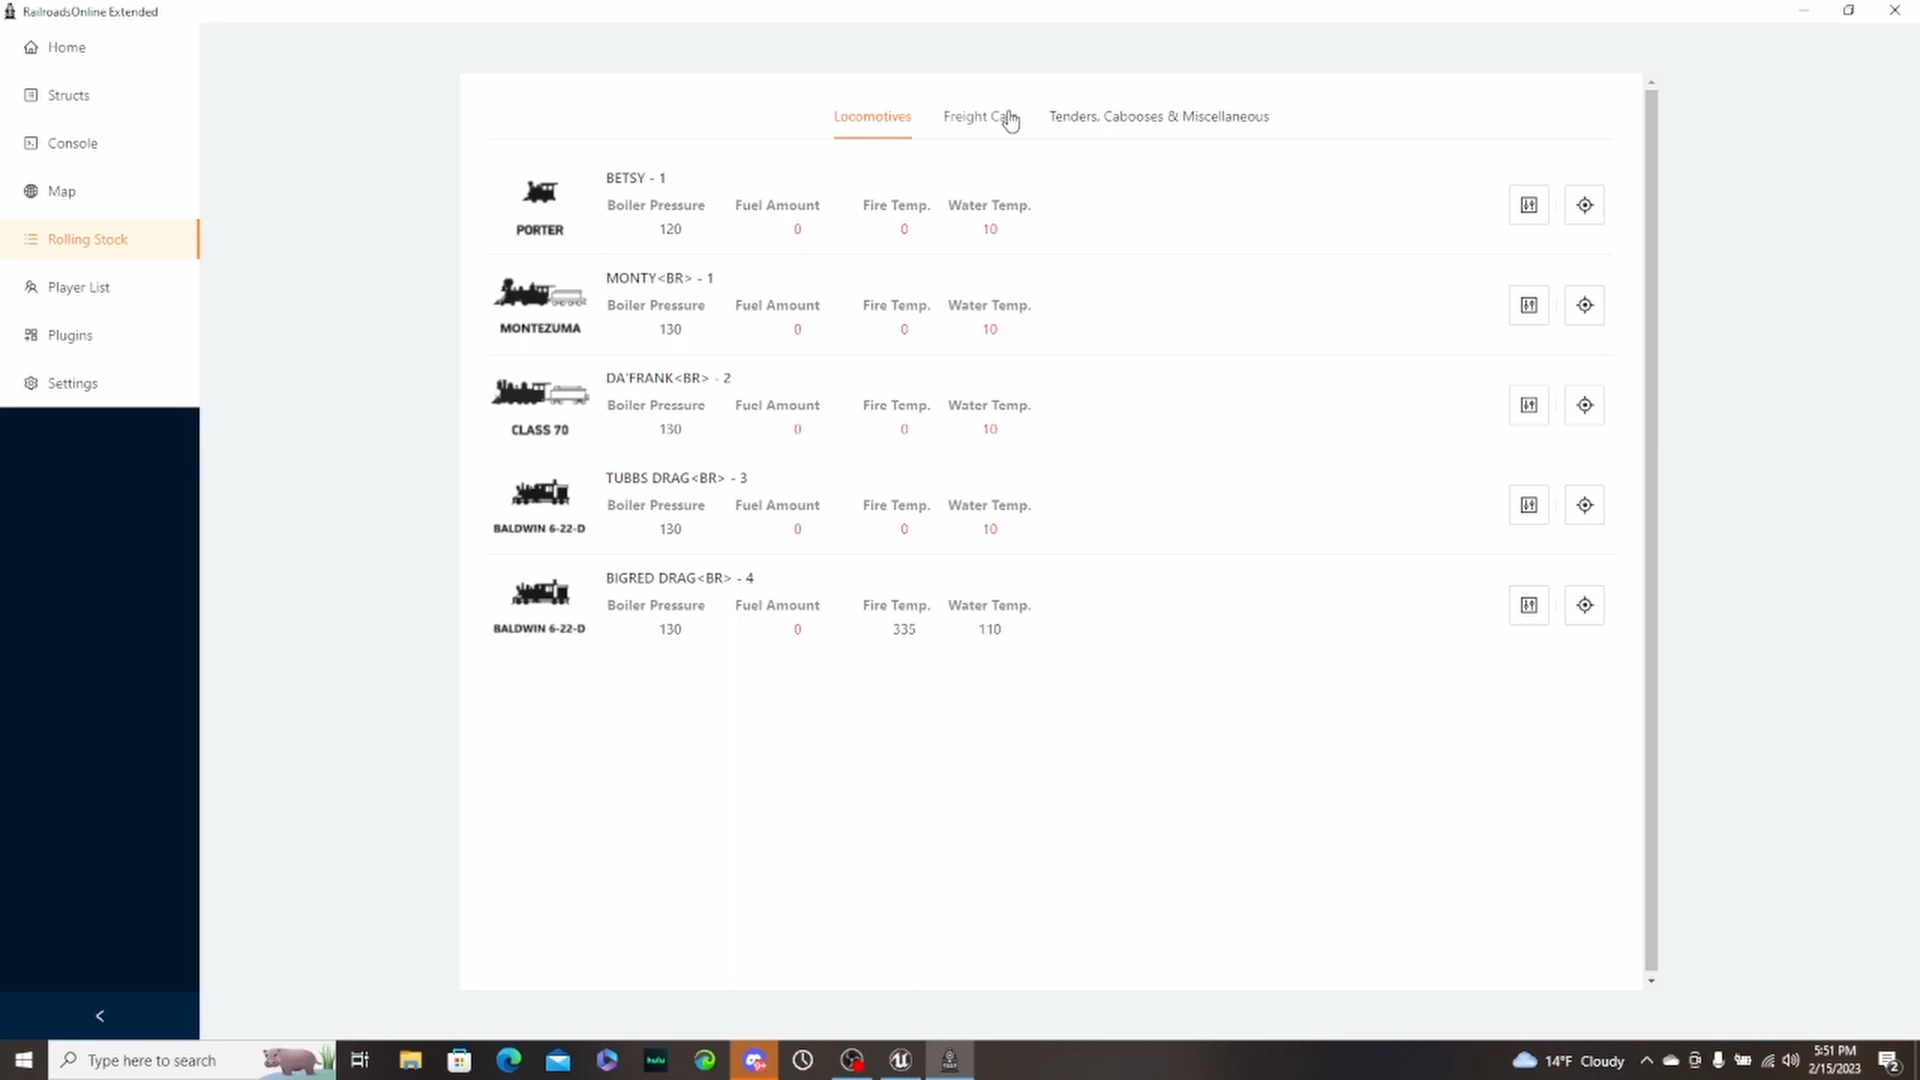 RailroadsOnline Extended
Home
Structs
Console
Map
Rolling Stock
Player List
Plugins
Settings
Locomotives Freight Tenders, Cabooses & Miscellaneous
BETSY - 1
Boiler Pressure Fuel Amount Fire Temp. Water Temp.
PORTER 120 0 0 10
MONTY<BR> - 1
Boiler Pressure Fuel Amount Fire Temp. Water Temp.
MONTEZUMA 130 0 0 10
DA'FRANK<BR> - 2
Boiler Pressure Fuel Amount Fire Temp. Water Temp.
CLASS 70 130 0 0 10
TUBBS DRAG<BR> - 3
Boiler Pressure Fuel Amount Fire Temp. Water Temp.
BALDWIN 6-22-D 130 0 0 10
BIGRED DRAG<BR> - 4
Boiler Pressure Fuel Amount Fire Temp. Water Temp.
BALDWIN 6-22-D 130 0 335 110
Type here to search
hulu
14°F Cloudy
5:51 PM
2/15/2023
2